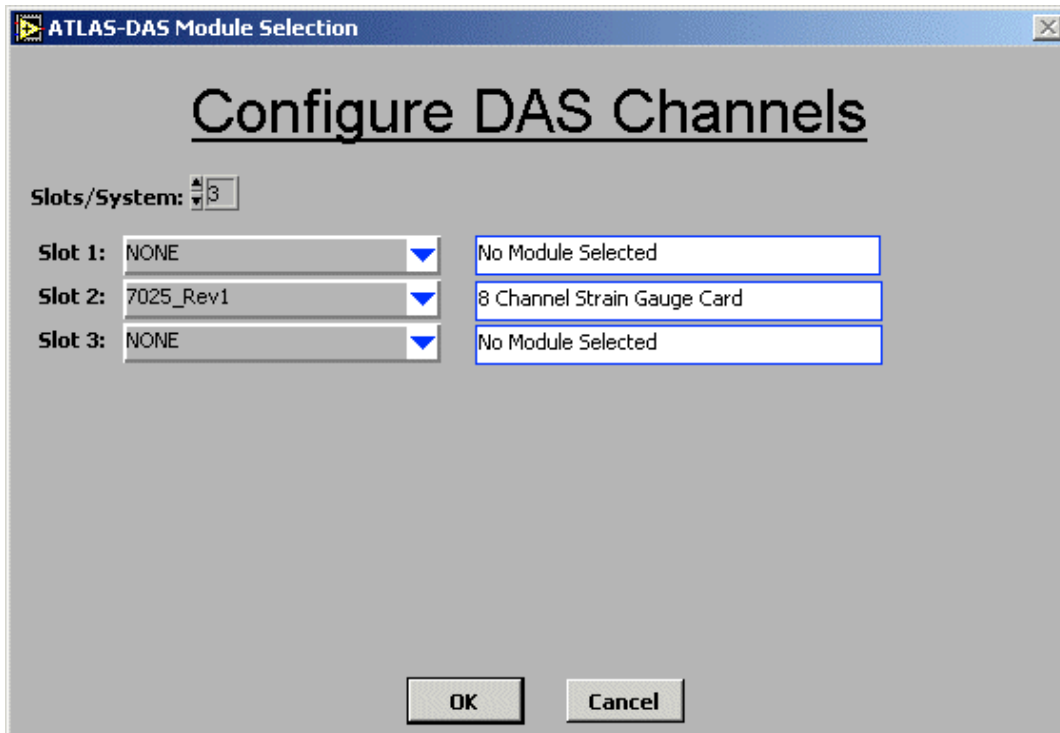 ATLAS-DAS Module Selection
Configure DAS Channels
Slots/System: 3
Slot 1: NONE No Module Selected
Slot 2: 7025_Rev1 8 Channel Strain Gauge Card
Slot 3: NONE No Module Selected
OK Cancel